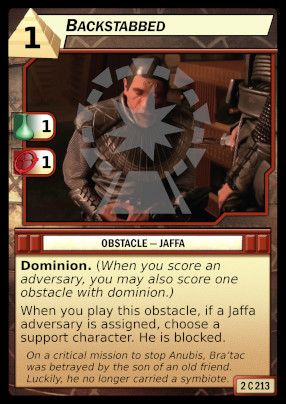 1
BACKSTABBED
1
1
OBSTACLE – JAFFA
Dominion. (When you score an
adversary, you may also score one
obstacle with dominion.)
When you play this obstacle, if a Jaffa
adversary is assigned, choose a
support character. He is blocked.
On a critical mission to stop Anubis, Bra'tac
was betrayed by the son of an old friend.
Luckily, he no longer carried a symbiote.
2 C 213